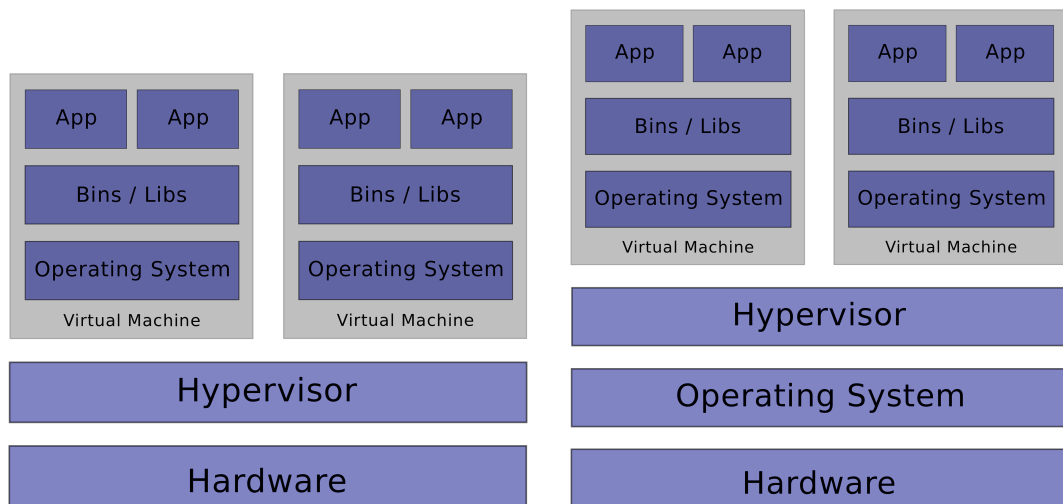 App App
Bins / Libs
Operating System
Virtual Machine
App App
Bins / Libs
Operating System
Virtual Machine
Hypervisor
Hardware
App App
Bins / Libs
Operating System
Virtual Machine
App App
Bins / Libs
Operating System
Virtual Machine
Hypervisor
Operating System
Hardware